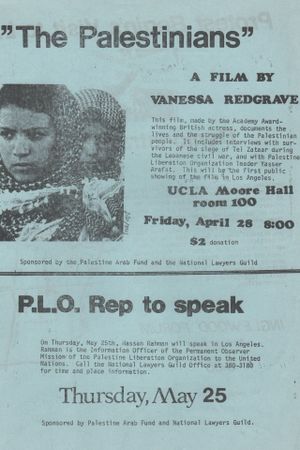 "The Palestinians"
A FILM BY
VANESSA REDGRAVE
This film, made by the Academy Award-
winning British actress, documents the
lives and the struggle of the Palestinian
people. It includes interviews with sur-
vivors of the siege of Tel Zataar during
the Lebanese civil war, and with Palestine
Liberation Organization leader Yasser
Arafat. This will be the first public
showing of the film in Los Angeles.
UCLA Moore Hall
room 100
Friday, April 28 8:00
$2 donation
Sponsored by the Palestine Arab Fund and the National Lawyers Guild
P.L.O. Rep to speak
On Thursday, May 25th, Hassan Rahman will speak in Los Angeles.
Rahman is the Information Officer of the Permanent Observer
Mission of the Palestine Liberation Organization to the United
Nations. Call the National Lawyers Guild Office at 380-3180
for time and place information.
Thursday, May 25
Sponsored by Palestine Arab Fund and National Lawyers Guild.